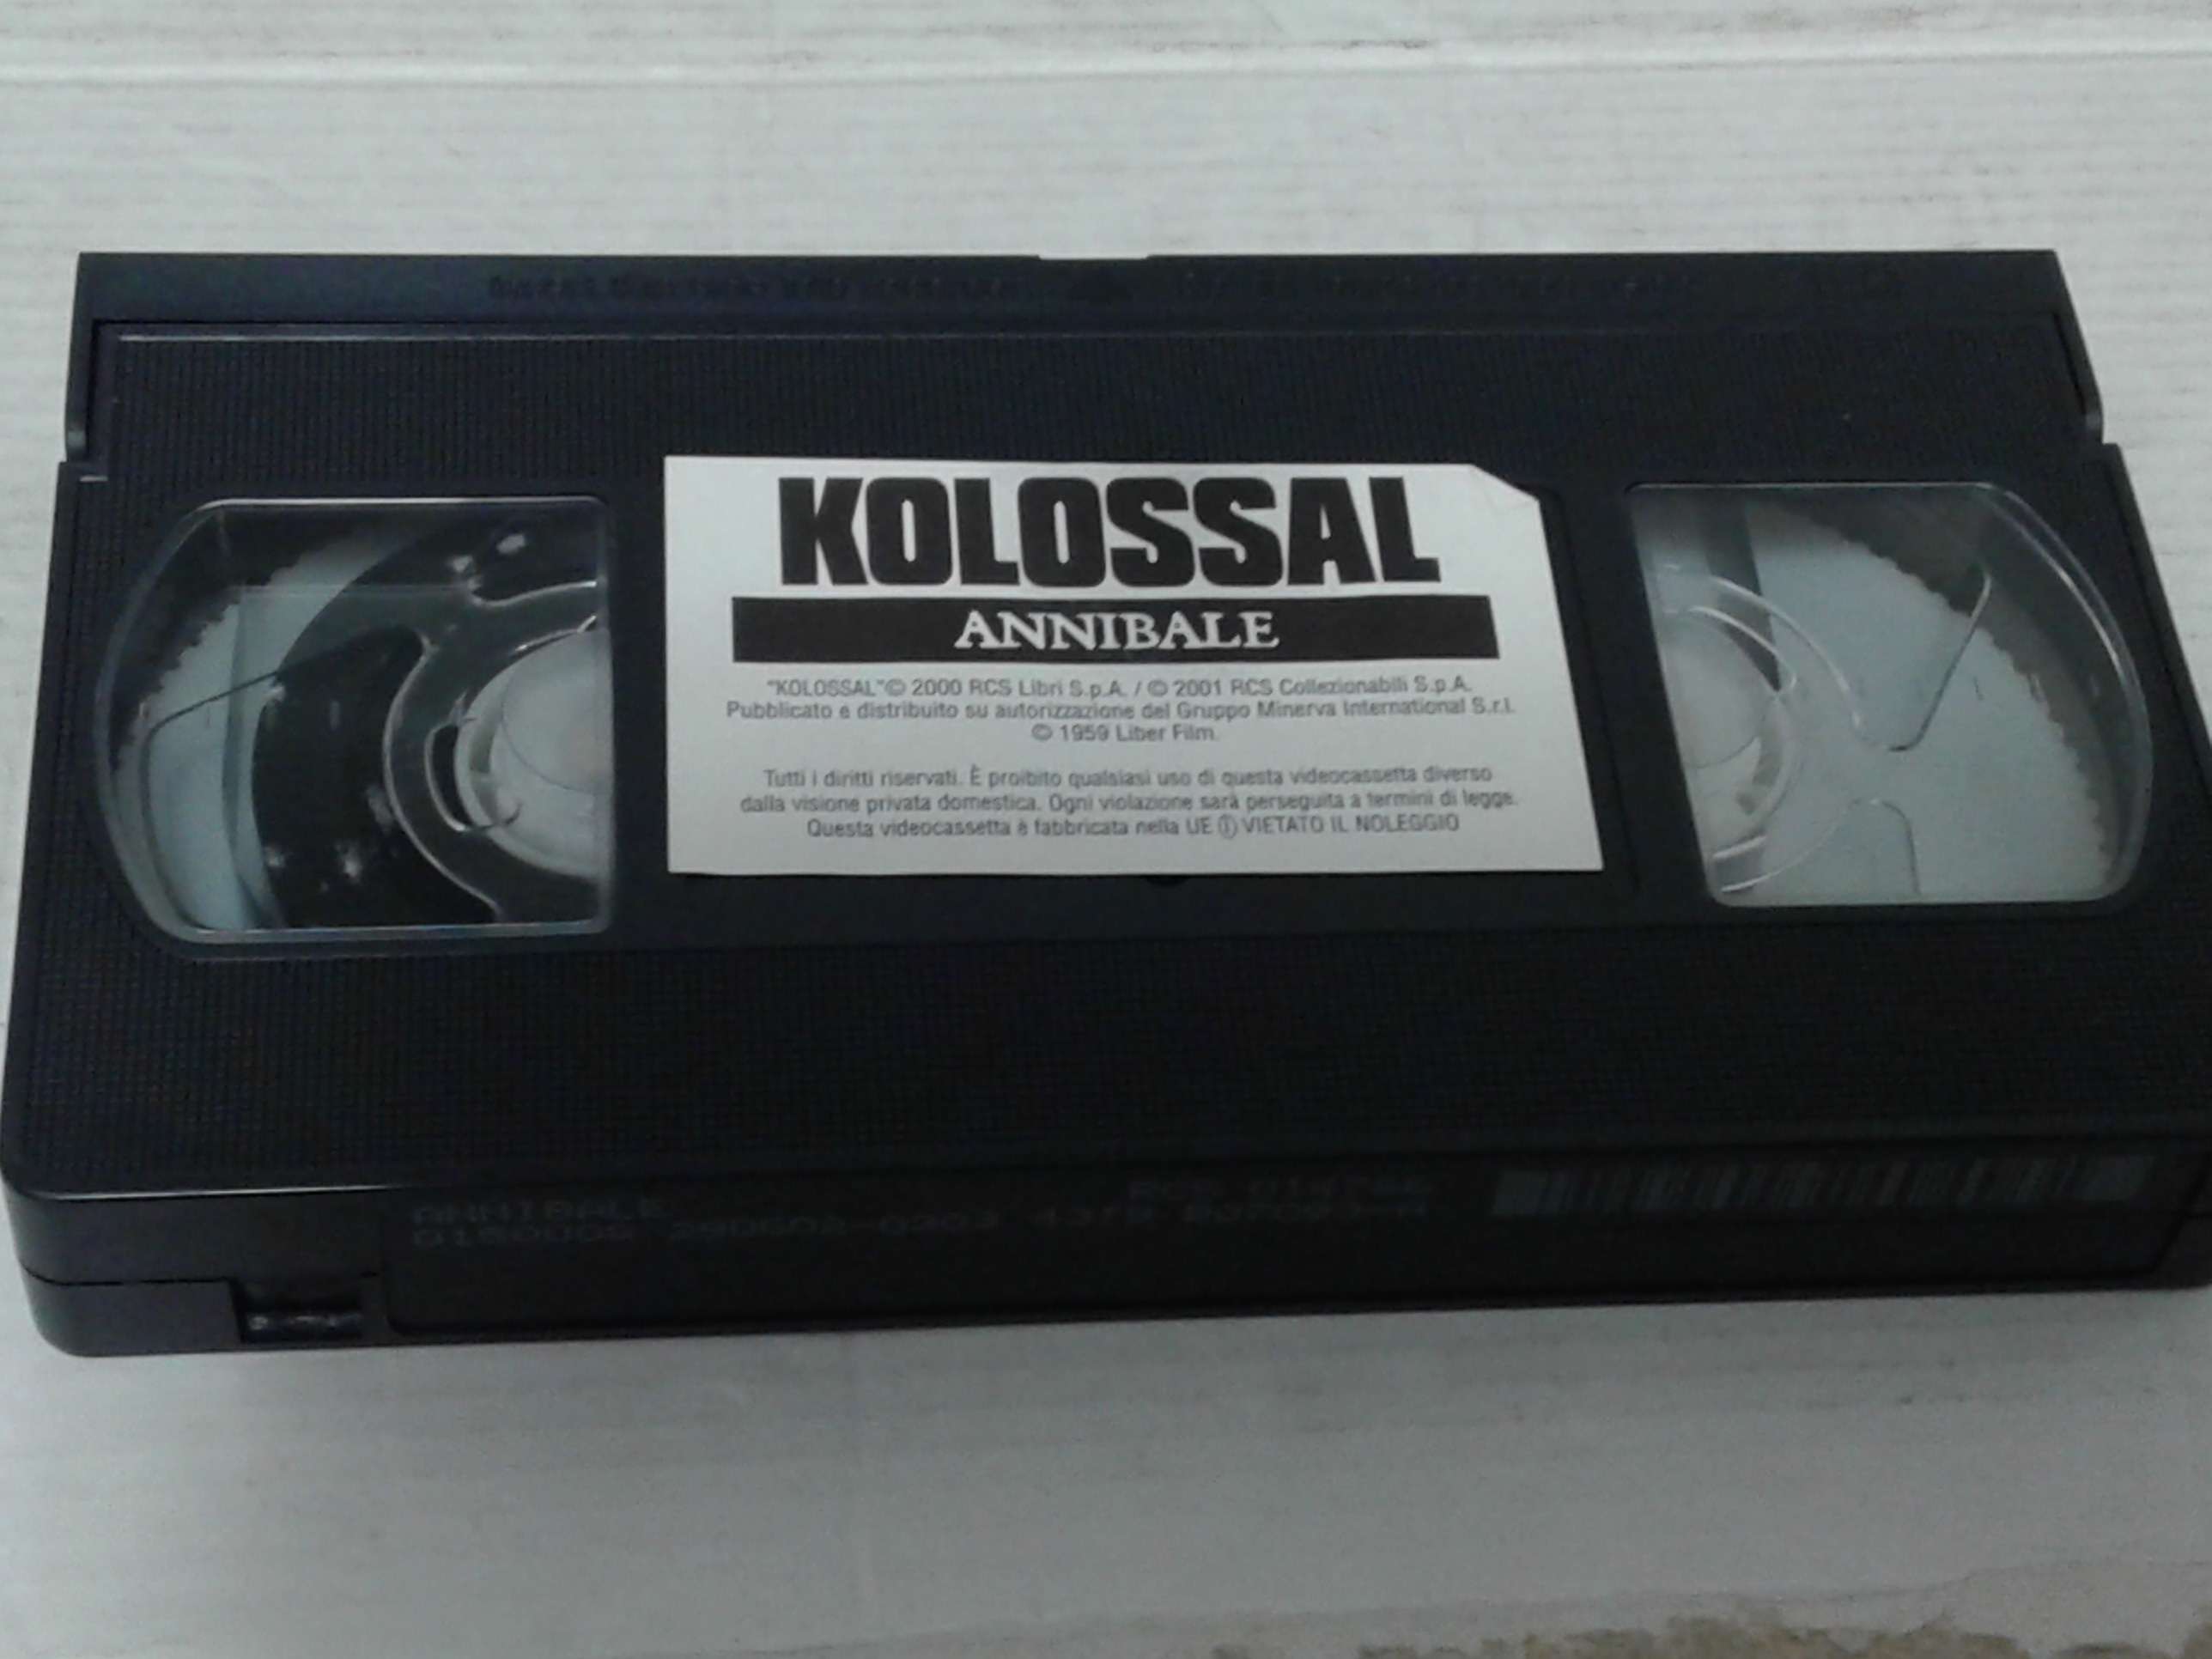 KOLOSSAL
ANNIBALE
"KOLOSSAL"© 2000 RCS Libri S.p.A. / © 2001 RCS Collezionabili S.p.A.
Pubblicato e distribuito su autorizzazione del Gruppo Minerva International S.r.l.
© 1959 Liber Film.
Tutti i diritti riservati. È proibito qualsiasi uso di questa videocassetta diverso
dalla visione privata domestica. Ogni violazione sarà perseguita a termini di legge.
Questa videocassetta è fabbricata nella UE ① VIETATO IL NOLEGGIO
ANNIBALE